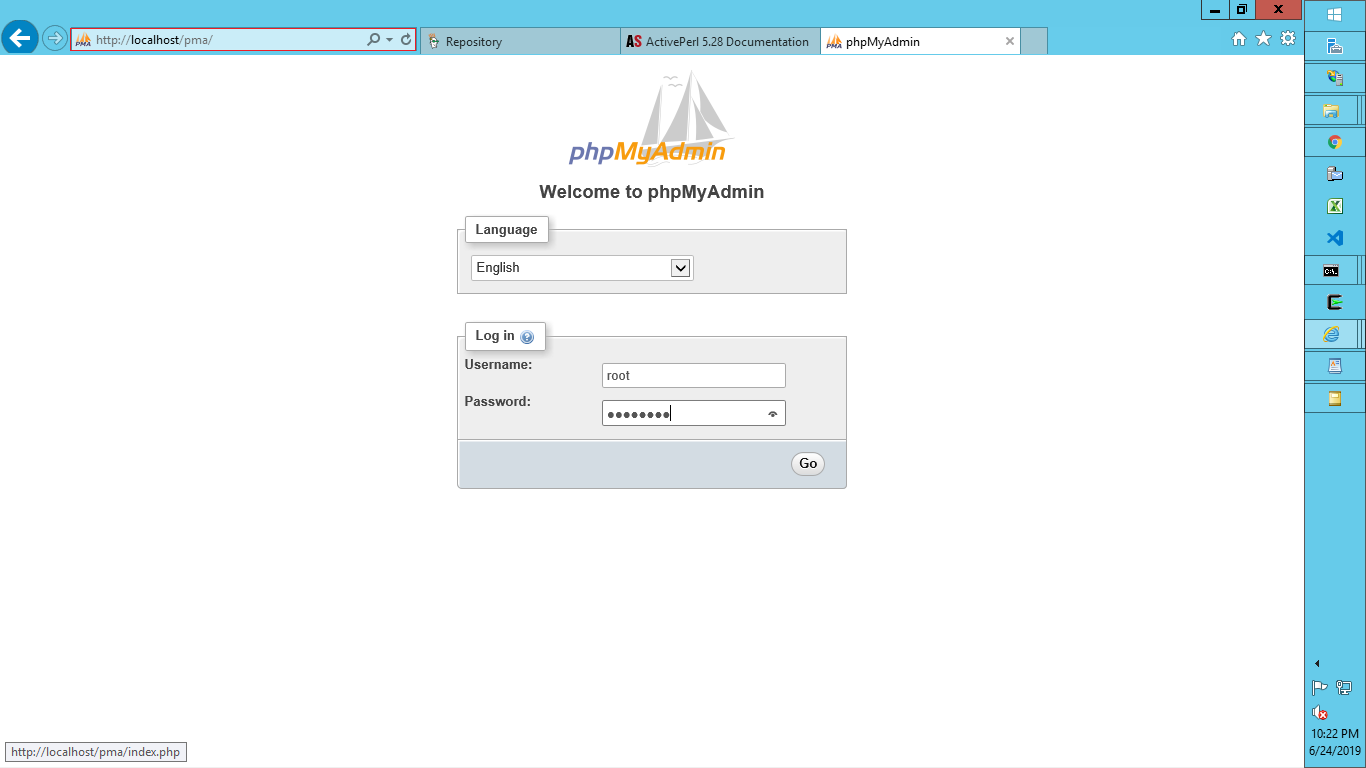 http://localhost/pma/
Repository
AS ActivePerl 5.28 Documentation
phpMyAdmin
phpMyAdmin
Welcome to phpMyAdmin
Language
English
Log in
Username:
root
Password:
Go
http://localhost/pma/index.php
10:22 PM
6/24/2019